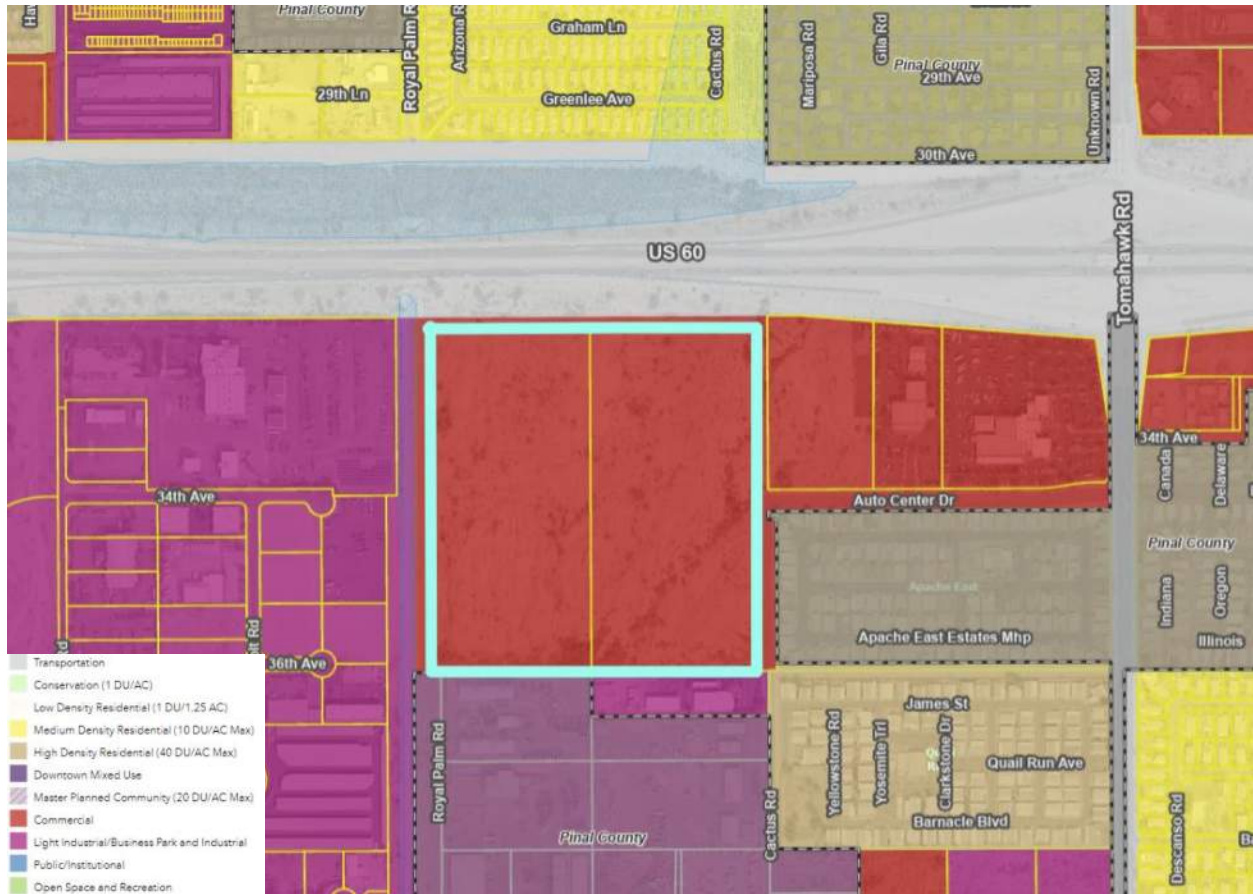 Hav
Pinal County
Royal Palm Rd
Arizona R
Graham Ln
Cactus Rd
29th Ln
Greenlee Ave
Mariposa Rd
Gila Rd
Pinal County
29th Ave
Unknown Rd
30th Ave
US 60
Tomahawk Rd
34th Ave
Auto Center Dr
34th Ave
Canada
Delaware
Pinal County
Apache East
Indiana
Oregon
Apache East Estates Mhp
Illinois
Rd
olt Rd
36th Ave
Royal Palm Rd
Pinal County
Cactus Rd
James St
Yellowstone Rd
Yosemite Trl
Clarkstone Dr
Quail Run Ave
Barnacle Blvd
Descanso Rd
Ba
Transportation
Conservation (1 DU/AC)
Low Density Residential (1 DU/1.25 AC)
Medium Density Residential (10 DU/AC Max)
High Density Residential (40 DU/AC Max)
Downtown Mixed Use
Master Planned Community (20 DU/AC Max)
Commercial
Light Industrial/Business Park and Industrial
Public/Institutional
Open Space and Recreation